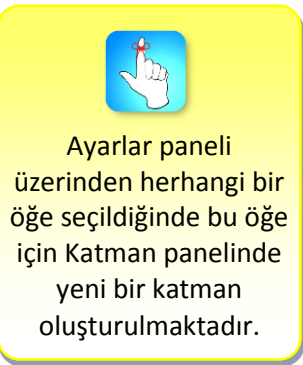 Ayarlar paneli
üzerinden herhangi bir
öğe seçildiğinde bu öğe
için Katman panelinde
yeni bir katman
oluşturulmaktadır.